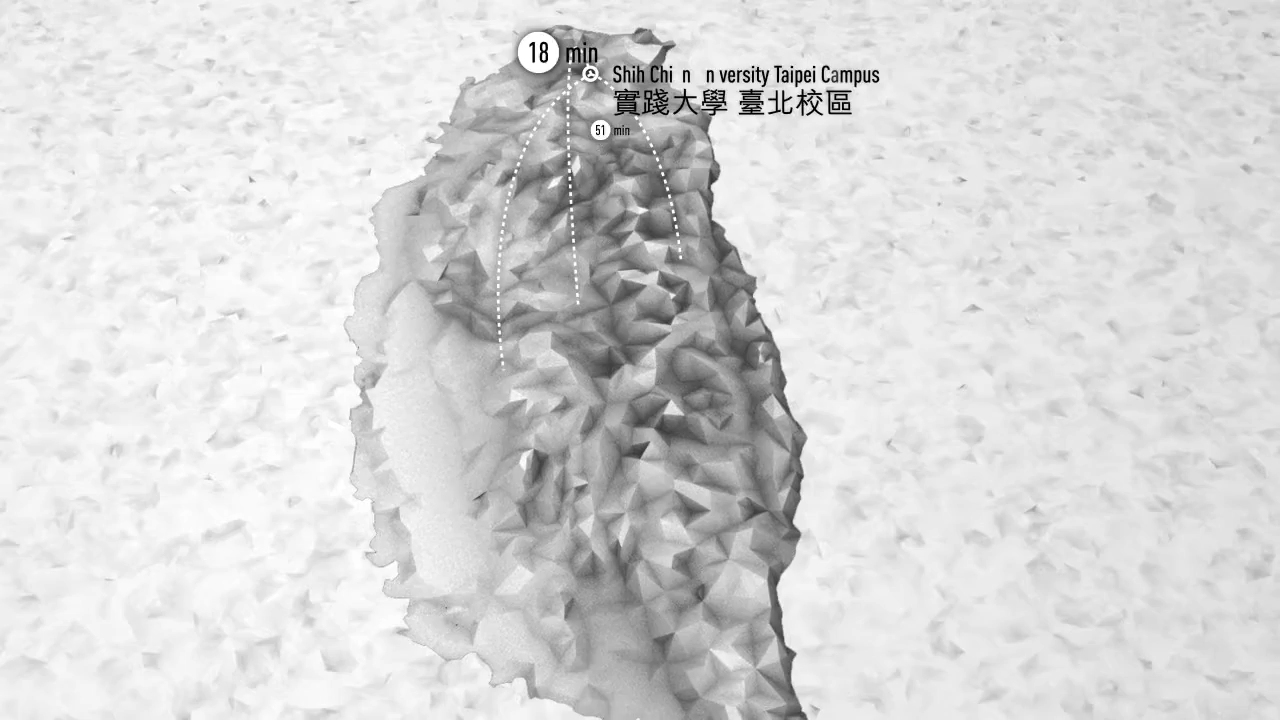 18 min
Shih Chi n n versity Taipei Campus
實踐大學 臺北校區
51 min